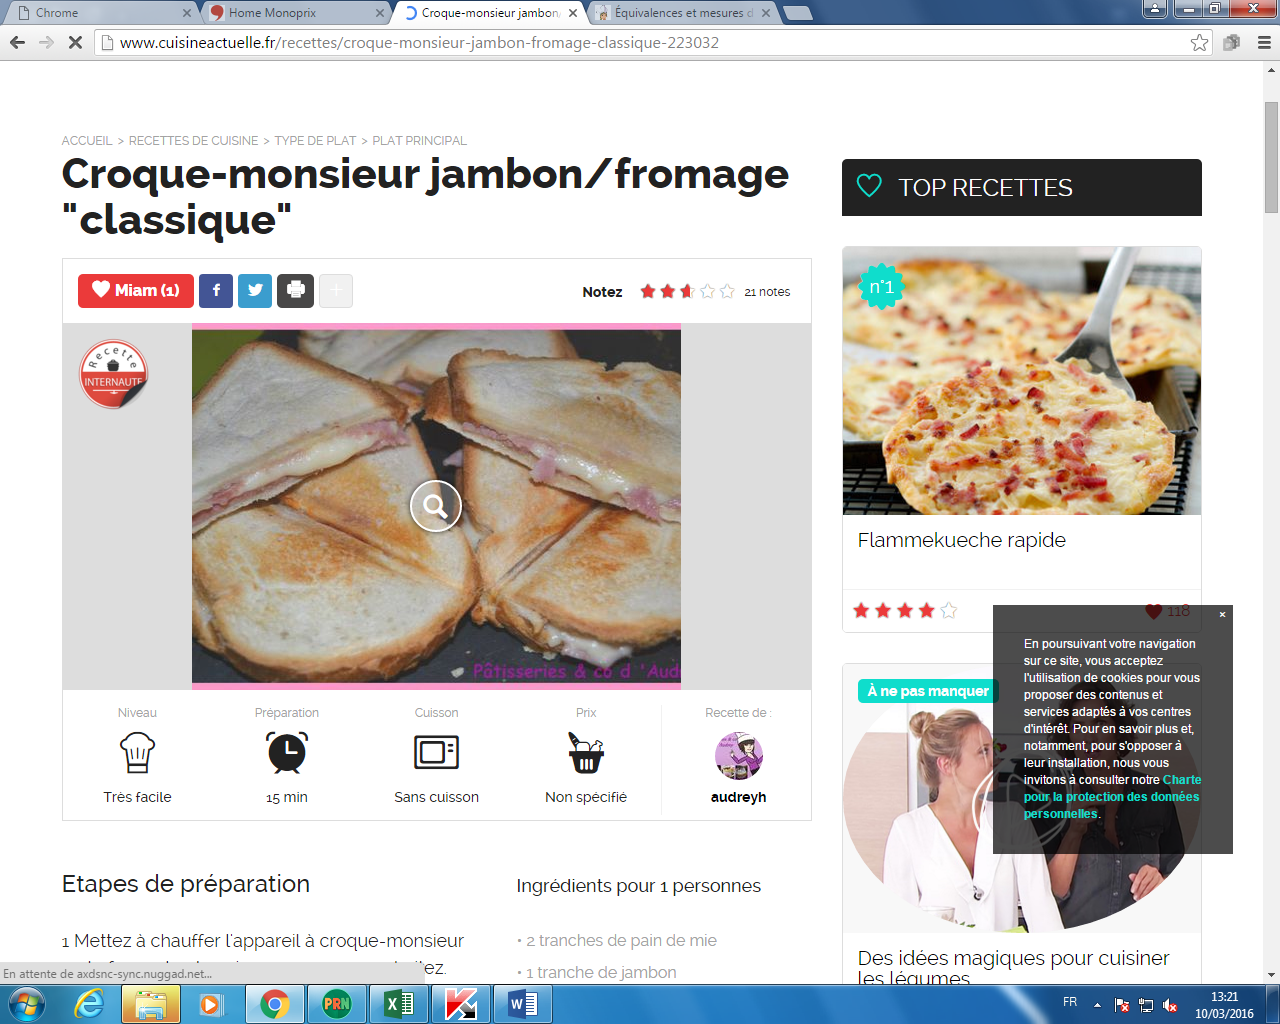 Chrome
Home Monoprix
Croque-monsieur jambon/
Équivalences et mesures d
www.cuisineactuelle.fr/recettes/croque-monsieur-jambon-fromage-classique-223032
ACCUEIL > RECETTES DE CUISINE > TYPE DE PLAT > PLAT PRINCIPAL
Croque-monsieur jambon/fromage
"classique"
Miam (1)
Notez
21 notes
Recette
INTERNAUTE
Pâtisseries & co d 'Aud
Niveau
Préparation
Cuisson
Prix
Recette de :
Très facile
15 min
Sans cuisson
Non spécifié
audreyh
Etapes de préparation
1 Mettez à chauffer l'appareil à croque-monsieur
Ingrédients pour 1 personnes
• 2 tranches de pain de mie
• 1 tranche de jambon
TOP RECETTES
n°1
Flammekueche rapide
118
À ne pas manquer
En poursuivant votre navigation
sur ce site, vous acceptez
l'utilisation de cookies pour vous
proposer des contenus et
services adaptés à vos centres
d'intérêt. Pour en savoir plus et,
notamment, pour s'opposer à
leur installation, nous vous
invitons à consulter notre Charte
pour la protection des données
personnelles.
Des idées magiques pour cuisiner
les légumes
En attente de axdsnc-sync.nuggad.net...
PRN
FR
13:21
10/03/2016